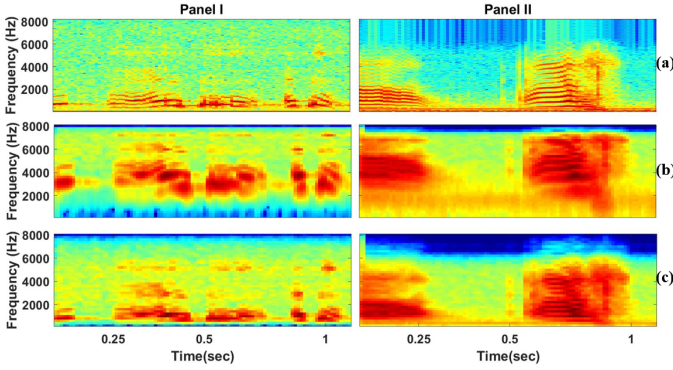 Panel I Panel II
8000
6000
4000
2000
Frequency (Hz)
(a)
8000
6000
4000
2000
Frequency (Hz)
(b)
8000
6000
4000
2000
Frequency (Hz)
(c)
0.25 0.5 1 0.25 0.5 1
Time(sec) Time(sec)